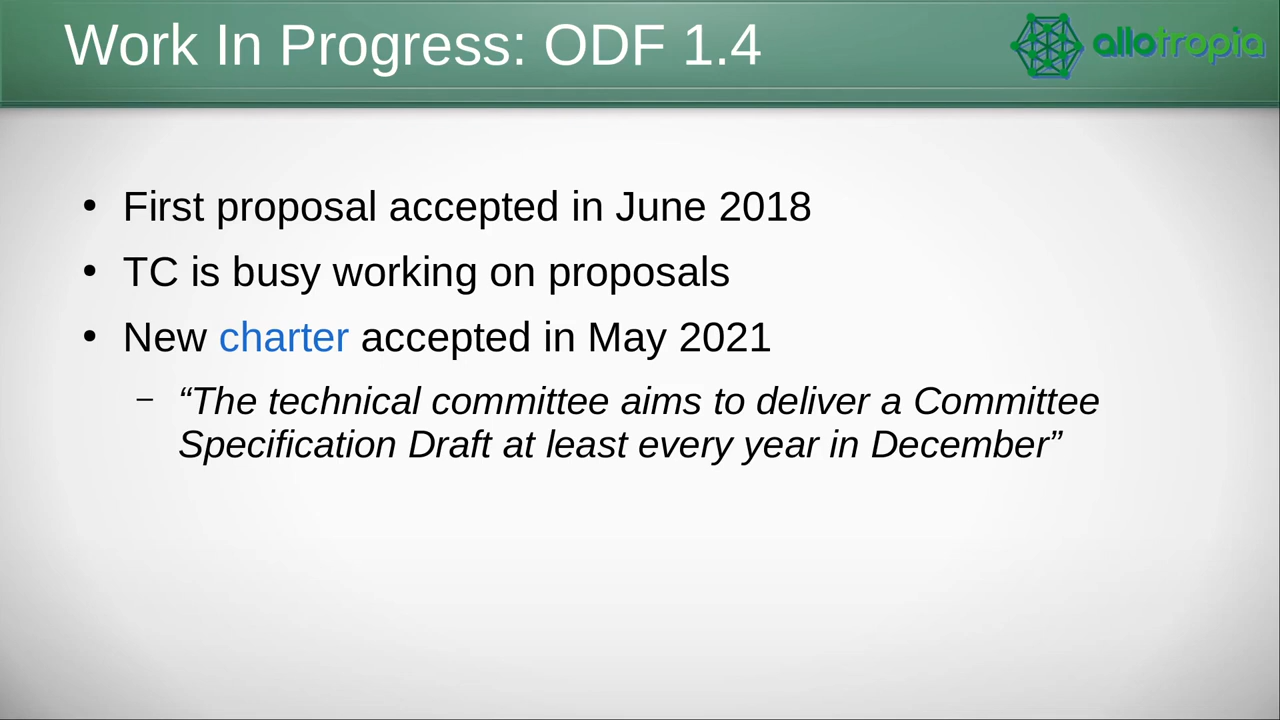 Work In Progress: ODF 1.4
allotropia
• First proposal accepted in June 2018
• TC is busy working on proposals
• New charter accepted in May 2021
– “The technical committee aims to deliver a Committee
Specification Draft at least every year in December”